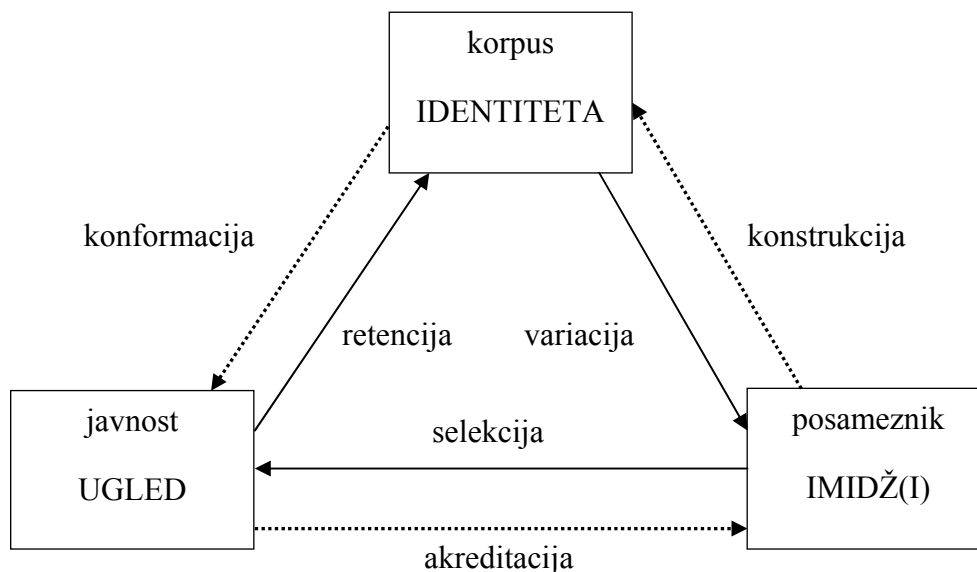 korpus
IDENTITETA
konformacija
konstrukcija
retencija
variacija
javnost
UGLED
selekcija
posameznik
IMIDŽ(I)
akreditacija